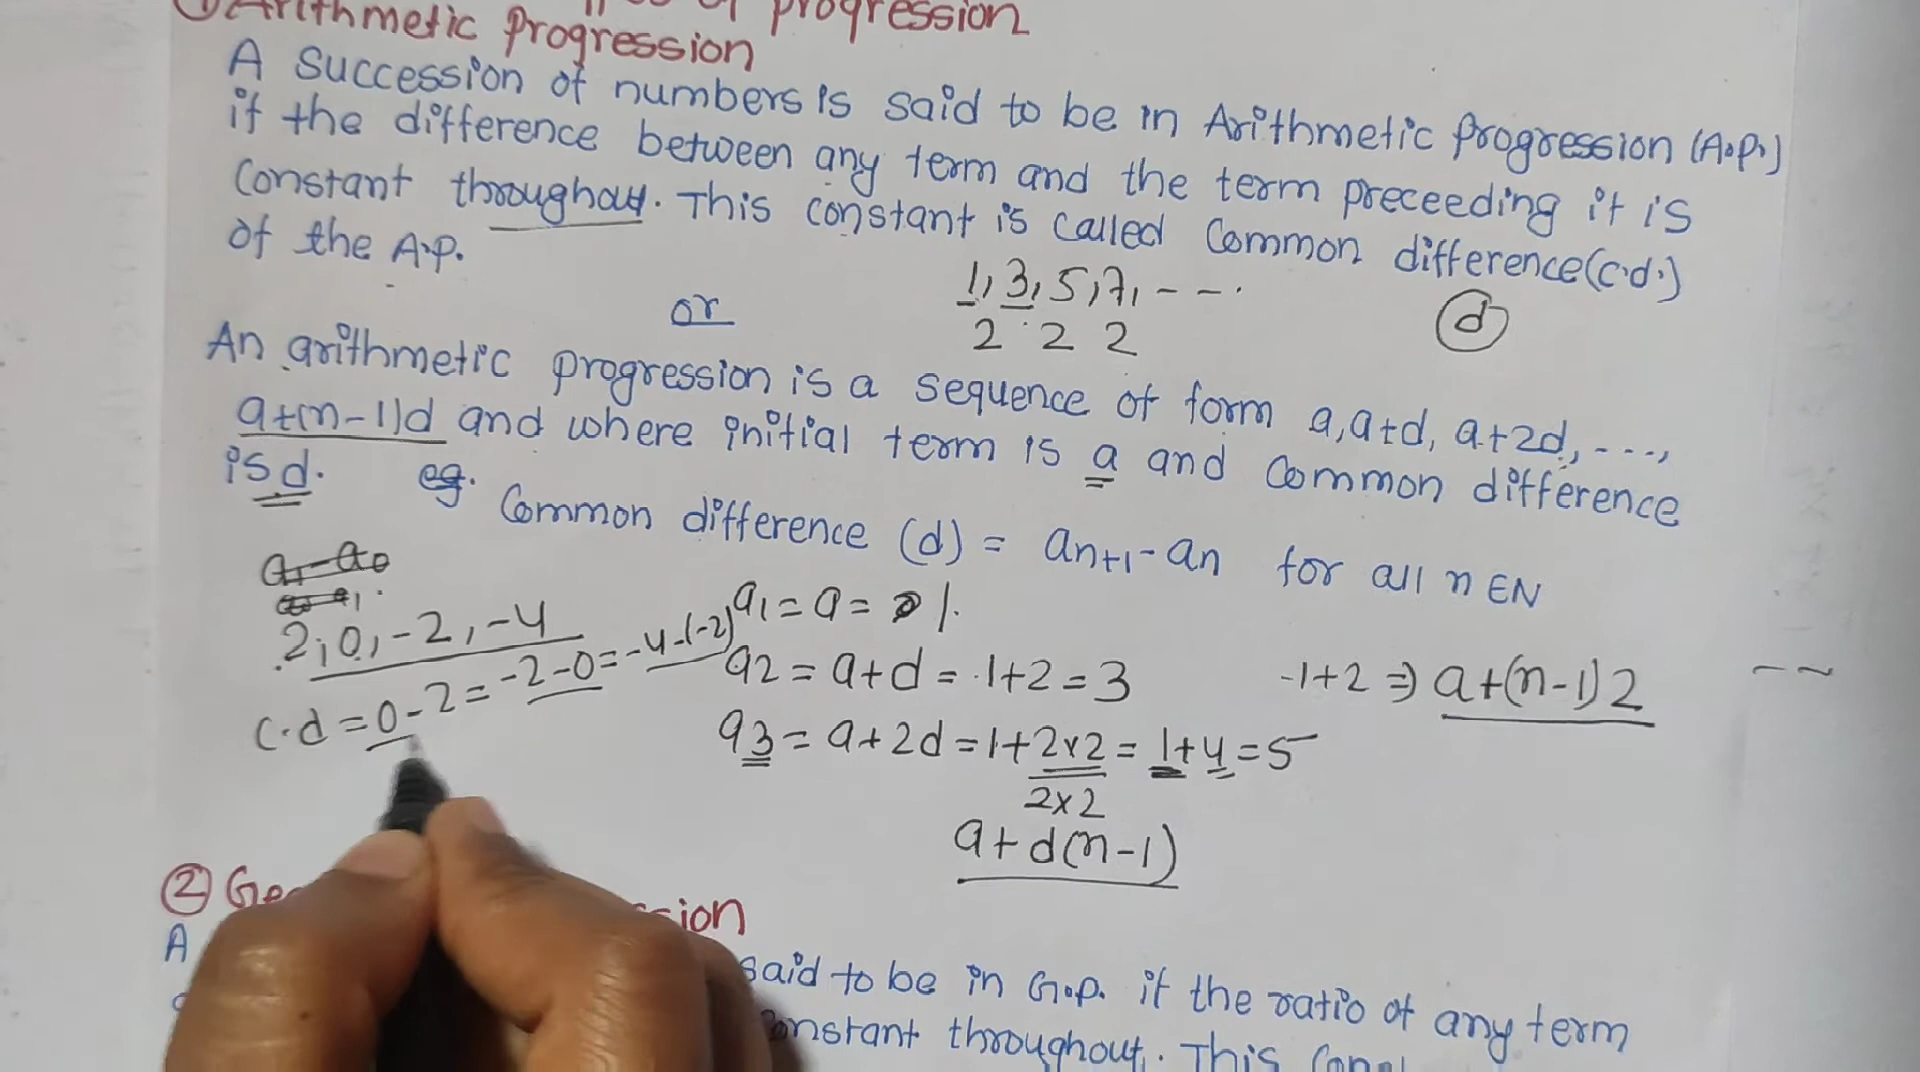 ① Arithmetic Progression of progression
A succession of numbers is said to be in Arithmetic progression (A.P.)
if the difference between any term and the term preceeding it is
constant throughout. This constant is called Common difference(c.d.)
of the A.P.
1, 3, 5, 7, - - - .
or
2 2 2
d
An arithmetic progression is a sequence of form a, a+d, a+2d, - - - ,
a+(n-1)d and where initial term is a and common difference
is d. eg. Common difference (d) = an+1 - an for all n ∈N
a1 - a0
2, 0, -2, -4
c.d = 0-2 = -2-0 = -4-(-2)
a1 = a = 1.
a2 = a+d = 1+2 = 3
-1+2 ⇒ a+(n-1)2
a3 = a+2d = 1+2×2 = 1+4 = 5
2×2
a+d(n-1)
② Ge sion
A said to be in G.P. if the ratio of any term
onstant throughout. This